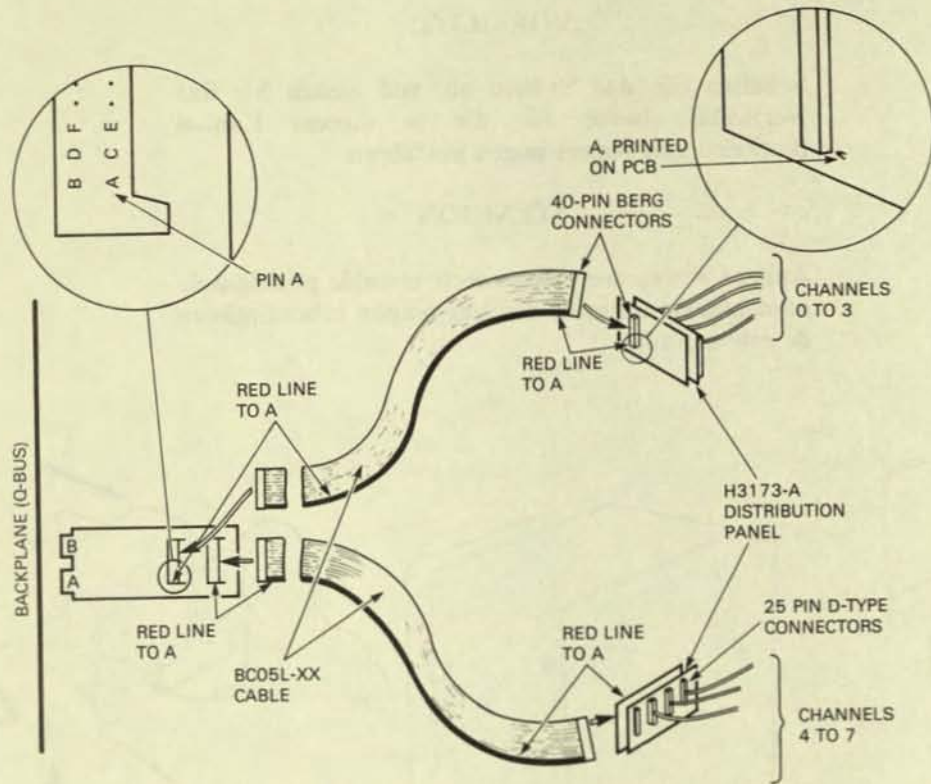 B D F . .
A C E . .
PIN A
A, PRINTED
ON PCB
40-PIN BERG
CONNECTORS
CHANNELS
0 TO 3
RED LINE
TO A
RED LINE
TO A
H3173-A
DISTRIBUTION
PANEL
BACKPLANE (Q-BUS)
B
A
RED LINE
TO A
BC05L-XX
CABLE
RED LINE
TO A
25 PIN D-TYPE
CONNECTORS
CHANNELS
4 TO 7